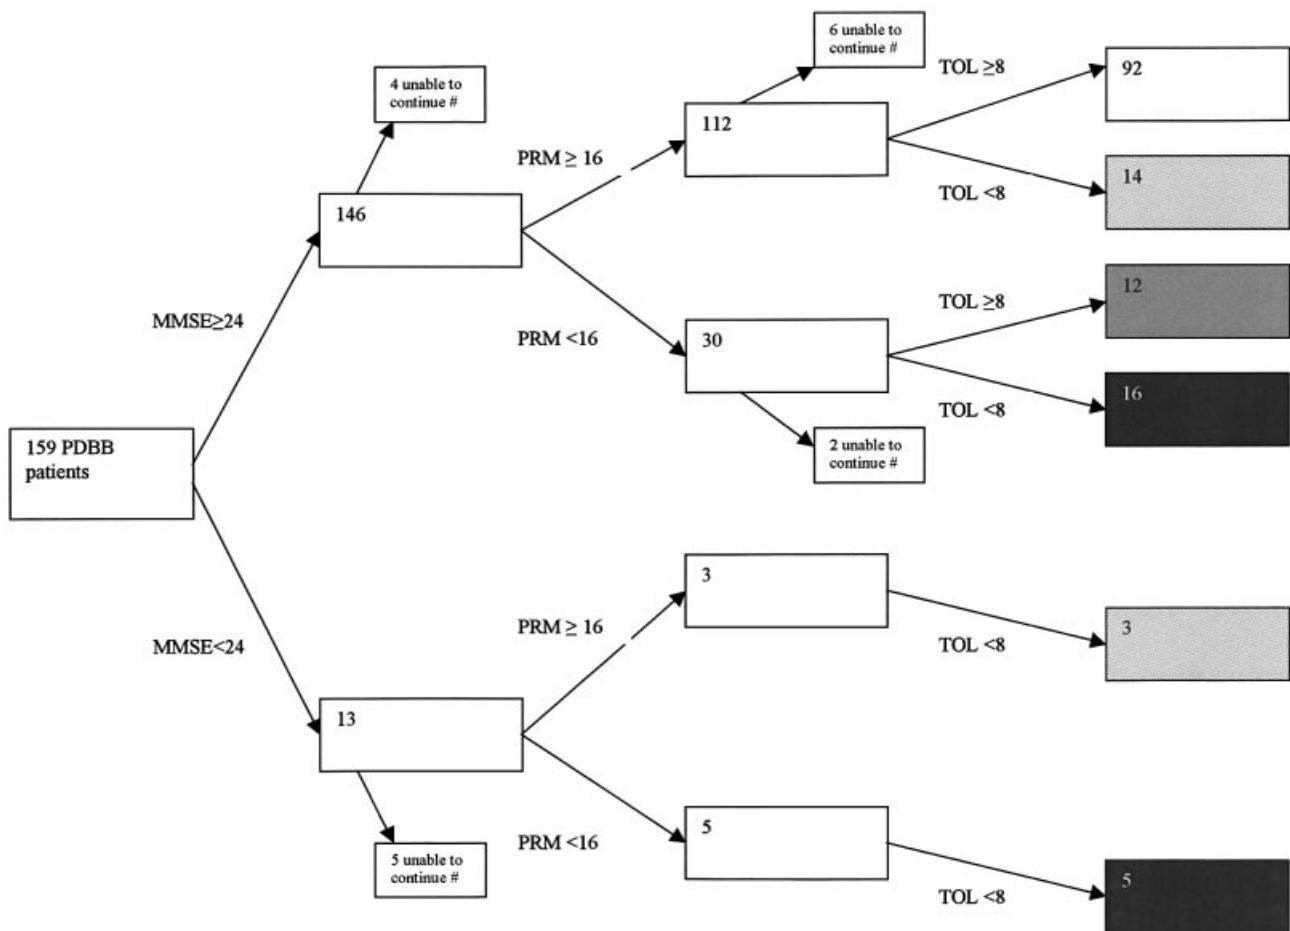 6 unable to
continue #
TOL ≥8
92
4 unable to
continue #
112
PRM ≥ 16
14
TOL <8
146
12
TOL ≥8
MMSE≥24
PRM <16
30
16
TOL <8
159 PDBB
patients
2 unable to
continue #
3
PRM ≥ 16
3
MMSE<24
TOL <8
13
5
PRM <16
5 unable to
continue #
5
TOL <8